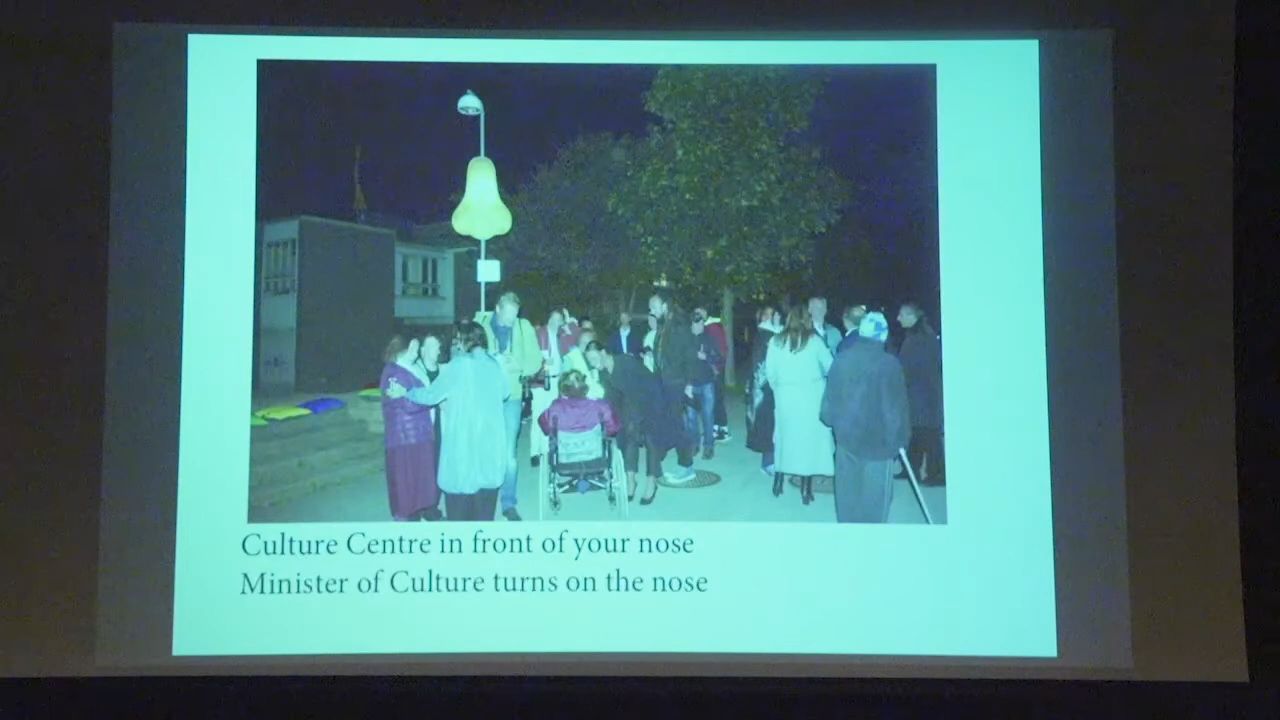 Culture Centre in front of your nose
Minister of Culture turns on the nose